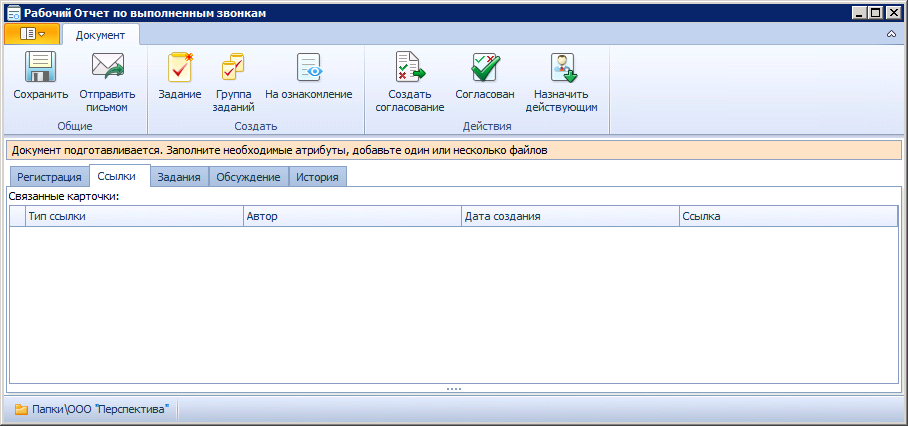 Рабочий Отчет по выполненным звонкам
Документ
Сохранить
Отправить
письмом
Задание
Группа
заданий
На ознакомление
Создать
согласование
Согласован
Назначить
действующим
Общие
Создать
Действия
Документ подготавливается. Заполните необходимые атрибуты, добавьте один или несколько файлов
Регистрация
Ссылки
Задания
Обсуждение
История
Связанные карточки:
Тип ссылки
Автор
Дата создания
Ссылка
Папки\ООО "Перспектива"